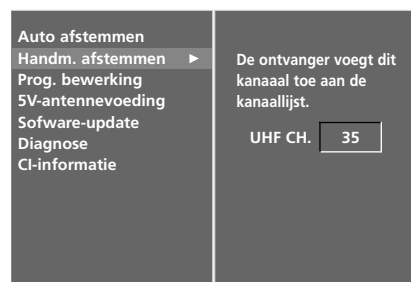 Auto afstemmen
Handm. afstemmen ►
Prog. bewerking
5V-antennevoeding
Sofware-update
Diagnose
CI-informatie
De ontvanger voegt dit
kanaaal toe aan de
kanaallijst.
UHF CH. 35